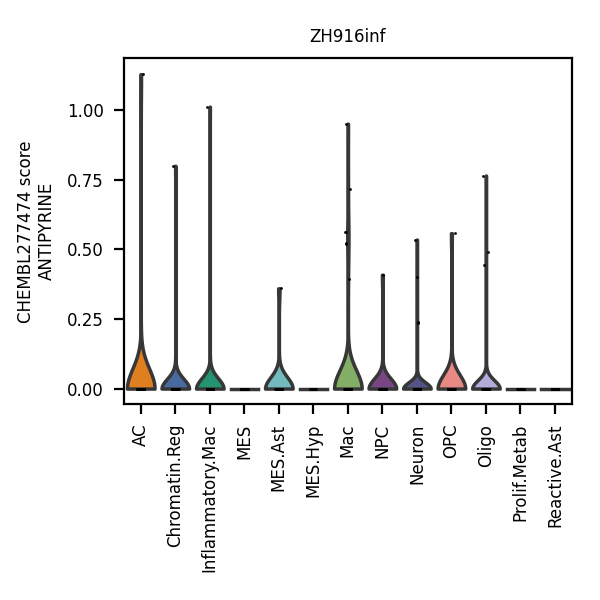 ZH916inf
CHEMBL277474 score
ANTIPYRINE
1.00
0.75
0.50
0.25
0.00
AC
Chromatin.Reg
Inflammatory.Mac
MES
MES.Ast
MES.Hyp
Mac
NPC
Neuron
OPC
Oligo
Prolif.Metab
Reactive.Ast